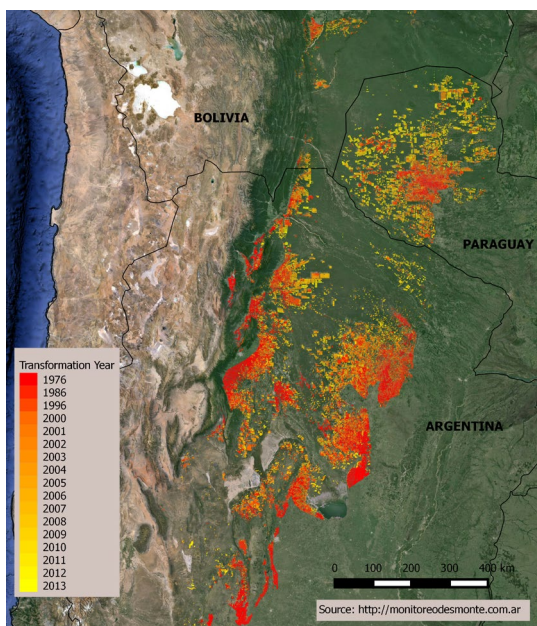 BOLIVIA
PARAGUAY
Transformation Year
1976
1986
1996
2000
2001
2002
2003
2004
2005
2006
2007
2008
2009
2010
2011
2012
2013
ARGENTINA
0 100 200 300 400 km
Source: http://monitoreodesmonte.com.ar